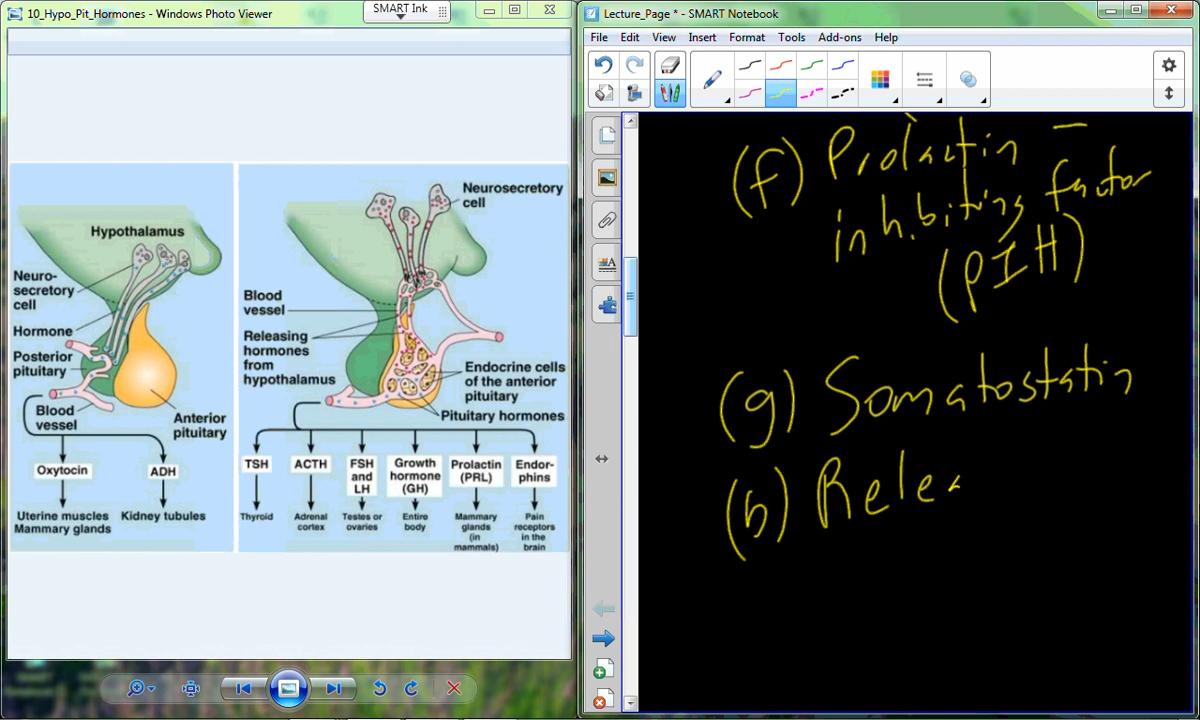 10_Hypo_Pit_Hormones - Windows Photo Viewer
SMART Ink
Hypothalamus
Neuro-
secretory
cell
Hormone
Posterior
pituitary
Blood
vessel
Anterior
pituitary
Oxytocin
ADH
Uterine muscles
Mammary glands
Kidney tubules
Neurosecretory
cell
Blood
vessel
Releasing
hormones
from
hypothalamus
Endocrine cells
of the anterior
pituitary
Pituitary hormones
TSH
ACTH
FSH
and
LH
Growth
hormone
(GH)
Prolactin
(PRL)
Endor-
phins
Thyroid
Adrenal
cortex
Testes or
ovaries
Entire
body
Mammary
glands
(in
mammals)
Pain
receptors
in the
brain
Lecture_Page * - SMART Notebook
File Edit View Insert Format Tools Add-ons Help
(f) Prolactin –
inhibiting factor
(PIH)
(g) Somatostatin
(b) Relea